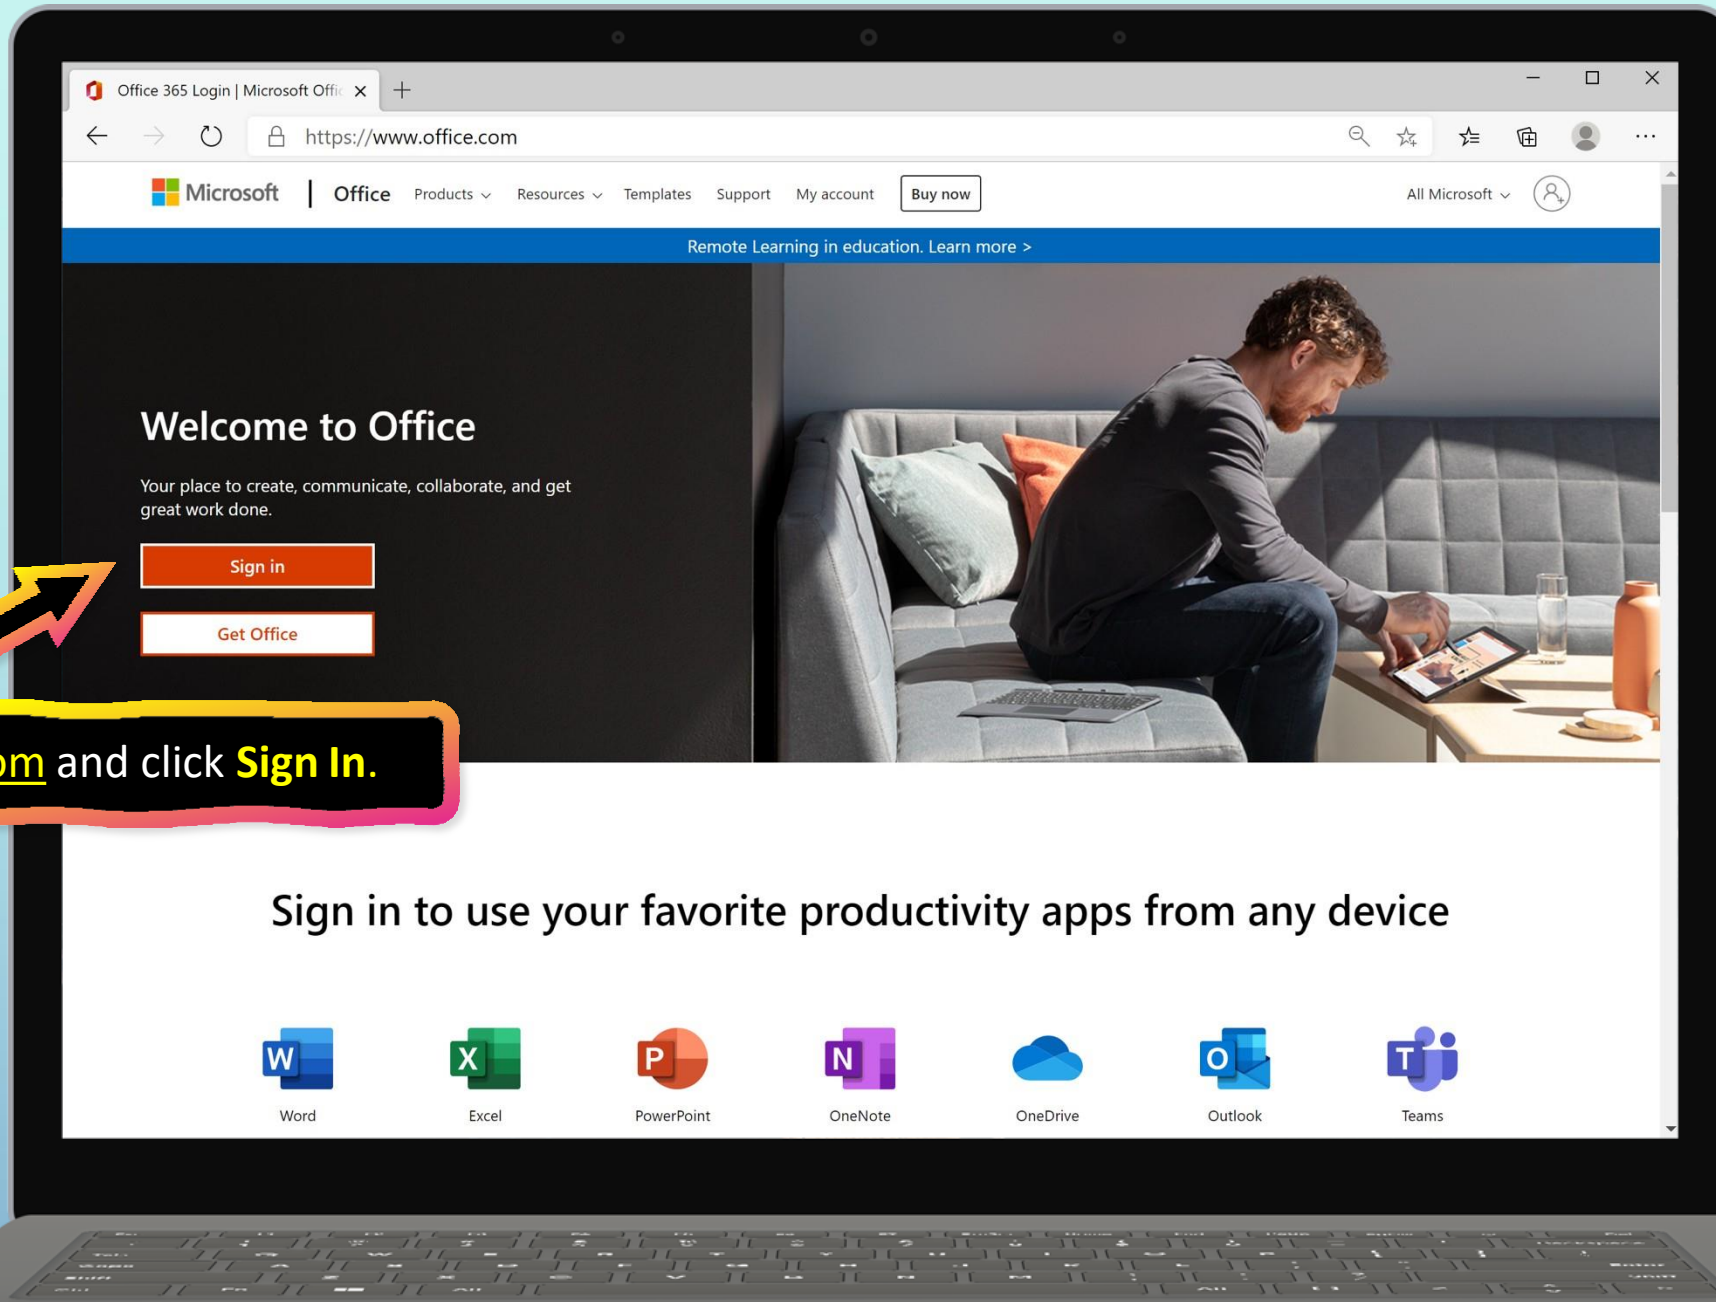 Office 365 Login | Microsoft Offic
https://www.office.com
Microsoft | Office Products Resources Templates Support My account Buy now All Microsoft
Remote Learning in education. Learn more >
Welcome to Office
Your place to create, communicate, collaborate, and get
great work done.
Sign in
Get Office
om and click Sign In.
Sign in to use your favorite productivity apps from any device
W X P N O T
Word Excel PowerPoint OneNote OneDrive Outlook Teams